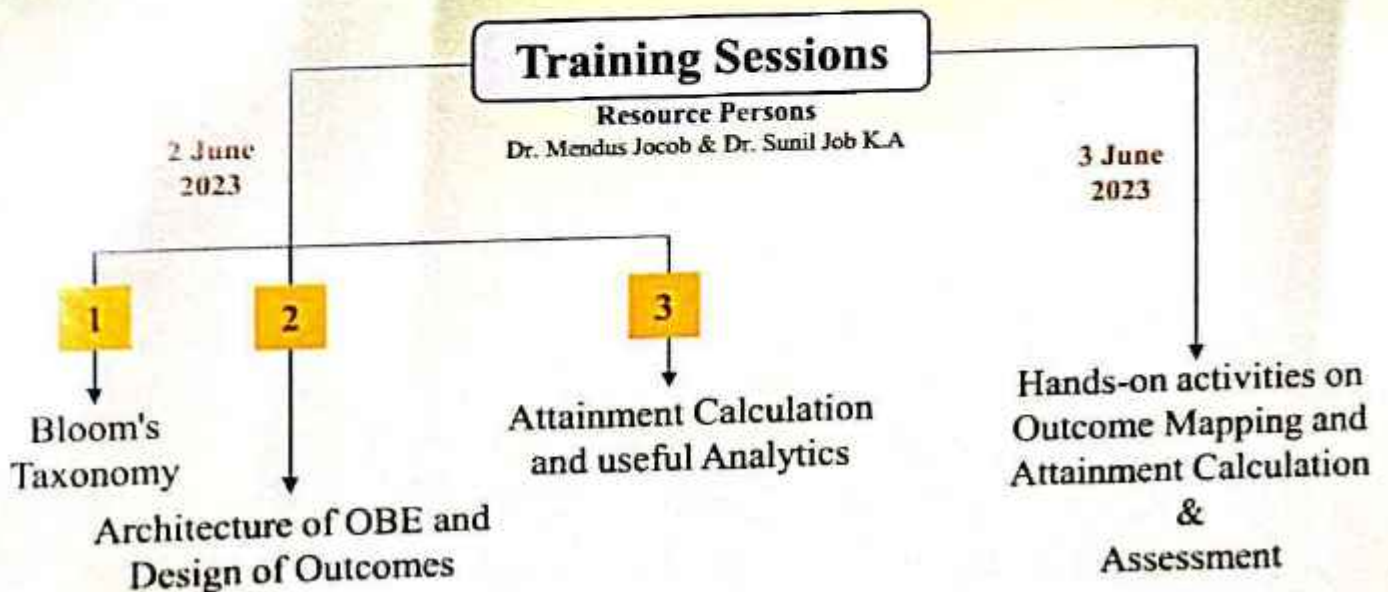 Training Sessions
Resource Persons
Dr. Mendus Jocob & Dr. Sunil Job K.A
2 June
2023
3 June
2023
1
2
3
Bloom's
Taxonomy
Architecture of OBE and
Design of Outcomes
Attainment Calculation
and useful Analytics
Hands-on activities on
Outcome Mapping and
Attainment Calculation
&
Assessment